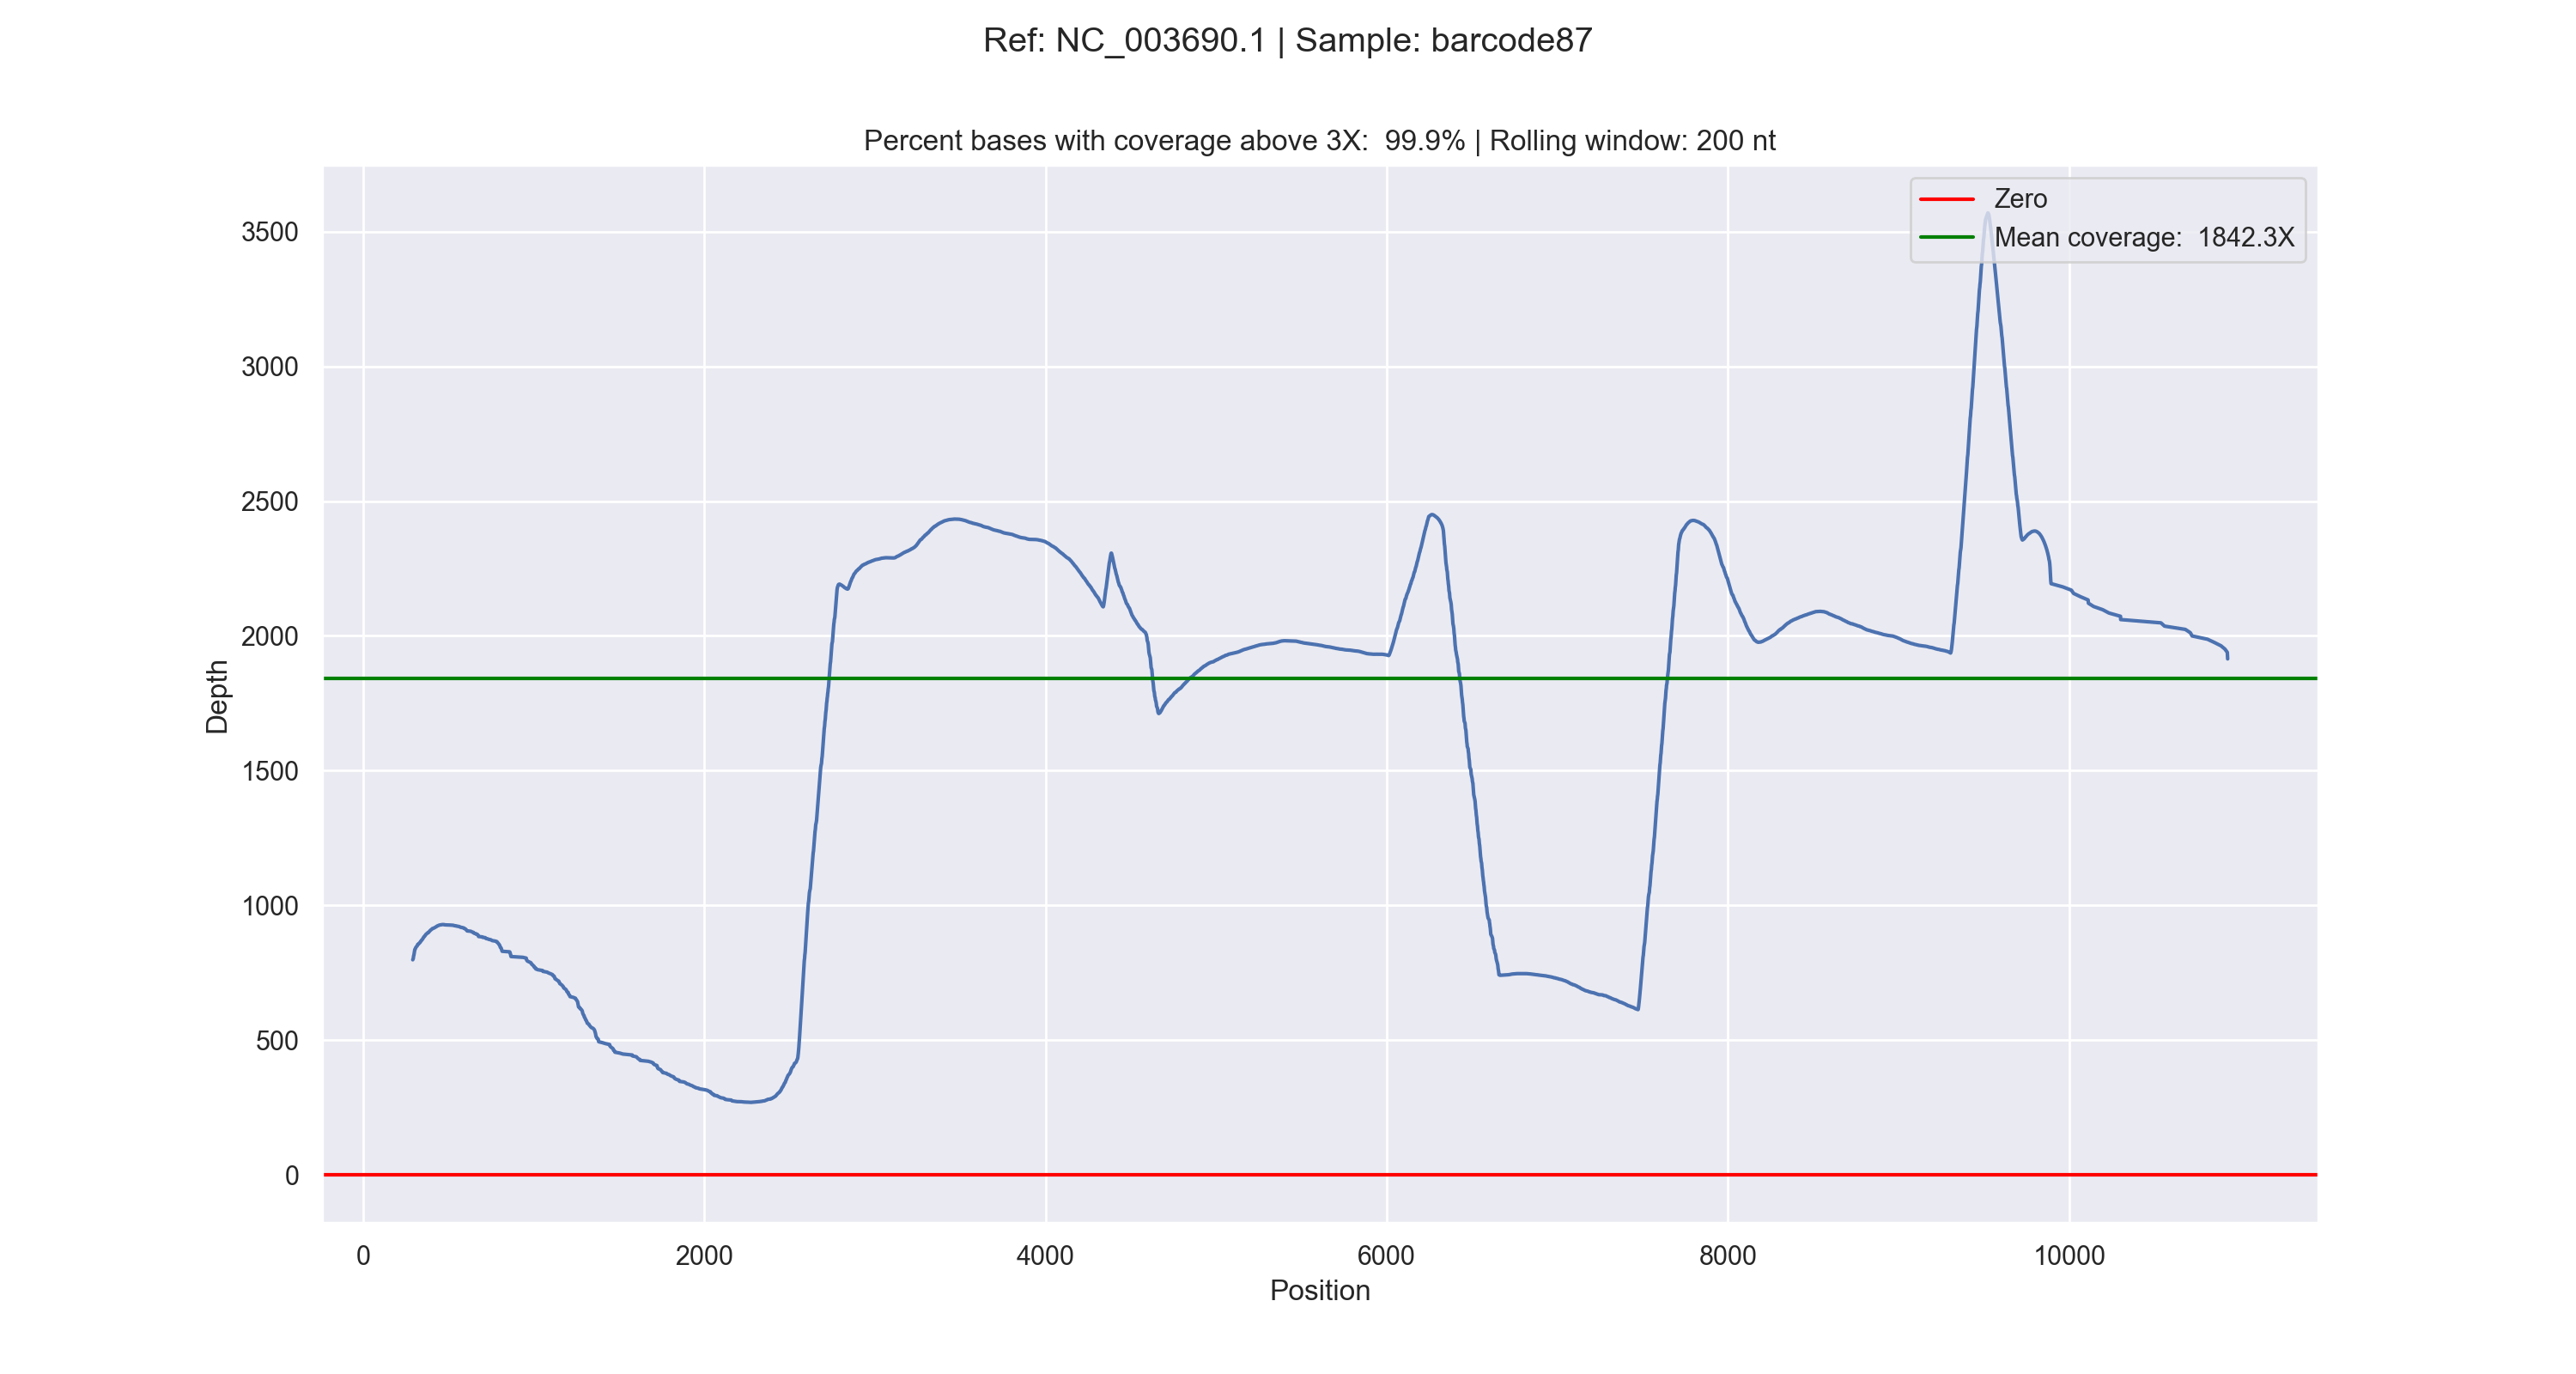 Ref: NC_003690.1 | Sample: barcode87
Percent bases with coverage above 3X:  99.9% | Rolling window: 200 nt
Zero
Mean coverage:  1842.3X
3500
3000
2500
2000
1500
1000
500
0
Depth
0 2000 4000 6000 8000 10000
Position